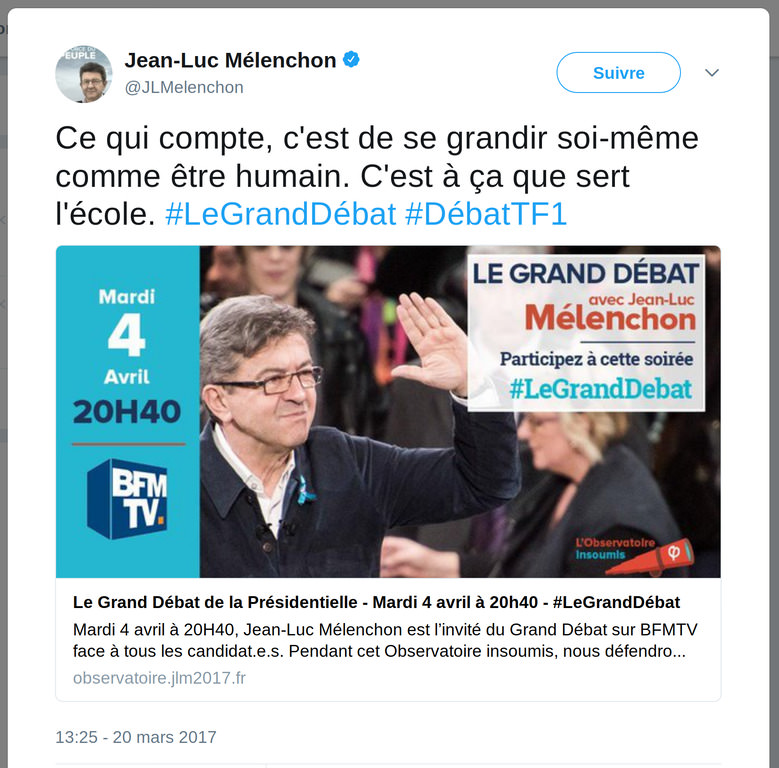 FORCE DU
PEUPLE
Jean-Luc Mélenchon
@JLMelenchon
Suivre
Ce qui compte, c'est de se grandir soi-même
comme être humain. C'est à ça que sert
l'école. #LeGrandDébat #DébatTF1
Mardi
4
Avril
20H40
BFM
TV.
LE GRAND DÉBAT
avec Jean-Luc
Mélenchon
Participez à cette soirée
#LeGrandDebat
L'Observatoire
insoumis
φ
Le Grand Débat de la Présidentielle - Mardi 4 avril à 20h40 - #LeGrandDébat
Mardi 4 avril à 20H40, Jean-Luc Mélenchon est l'invité du Grand Débat sur BFMTV
face à tous les candidat.e.s. Pendant cet Observatoire insoumis, nous défendro...
observatoire.jlm2017.fr
13:25 - 20 mars 2017